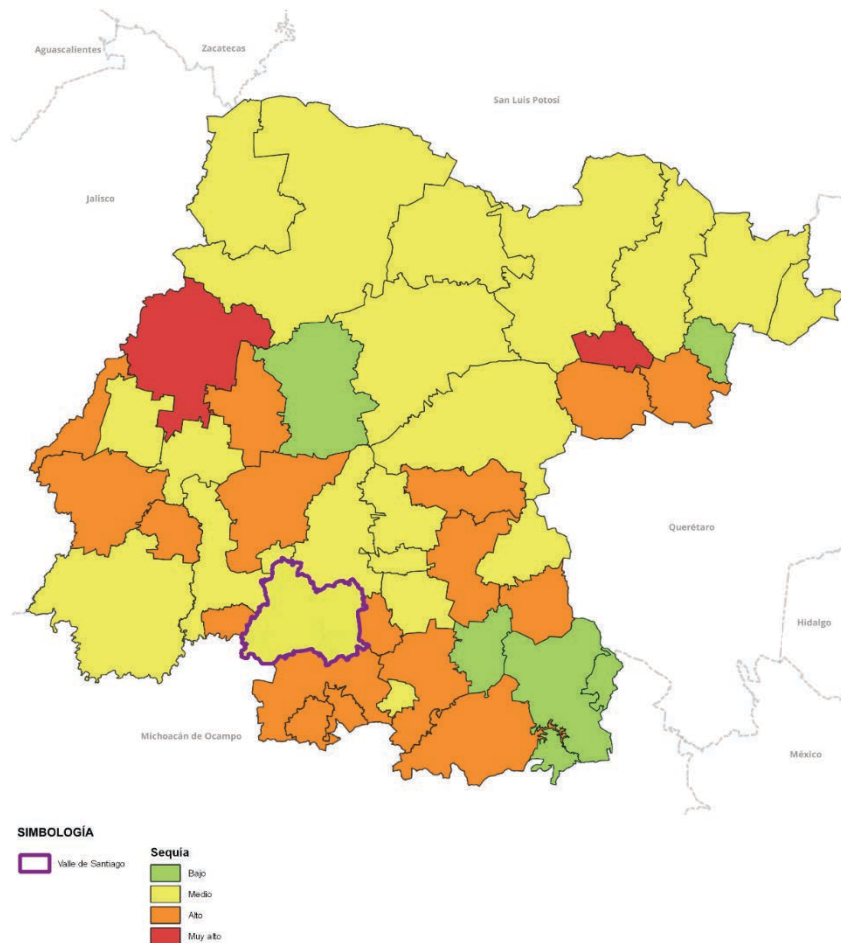 Zacatecas
Aguascalientes
San Luis Potosí
Jalisco
Querétaro
Hidalgo
Michoacán de Ocampo
México
SIMBOLOGÍA
Valle de Santiago
Sequía
Bajo
Medio
Alto
Muy alto